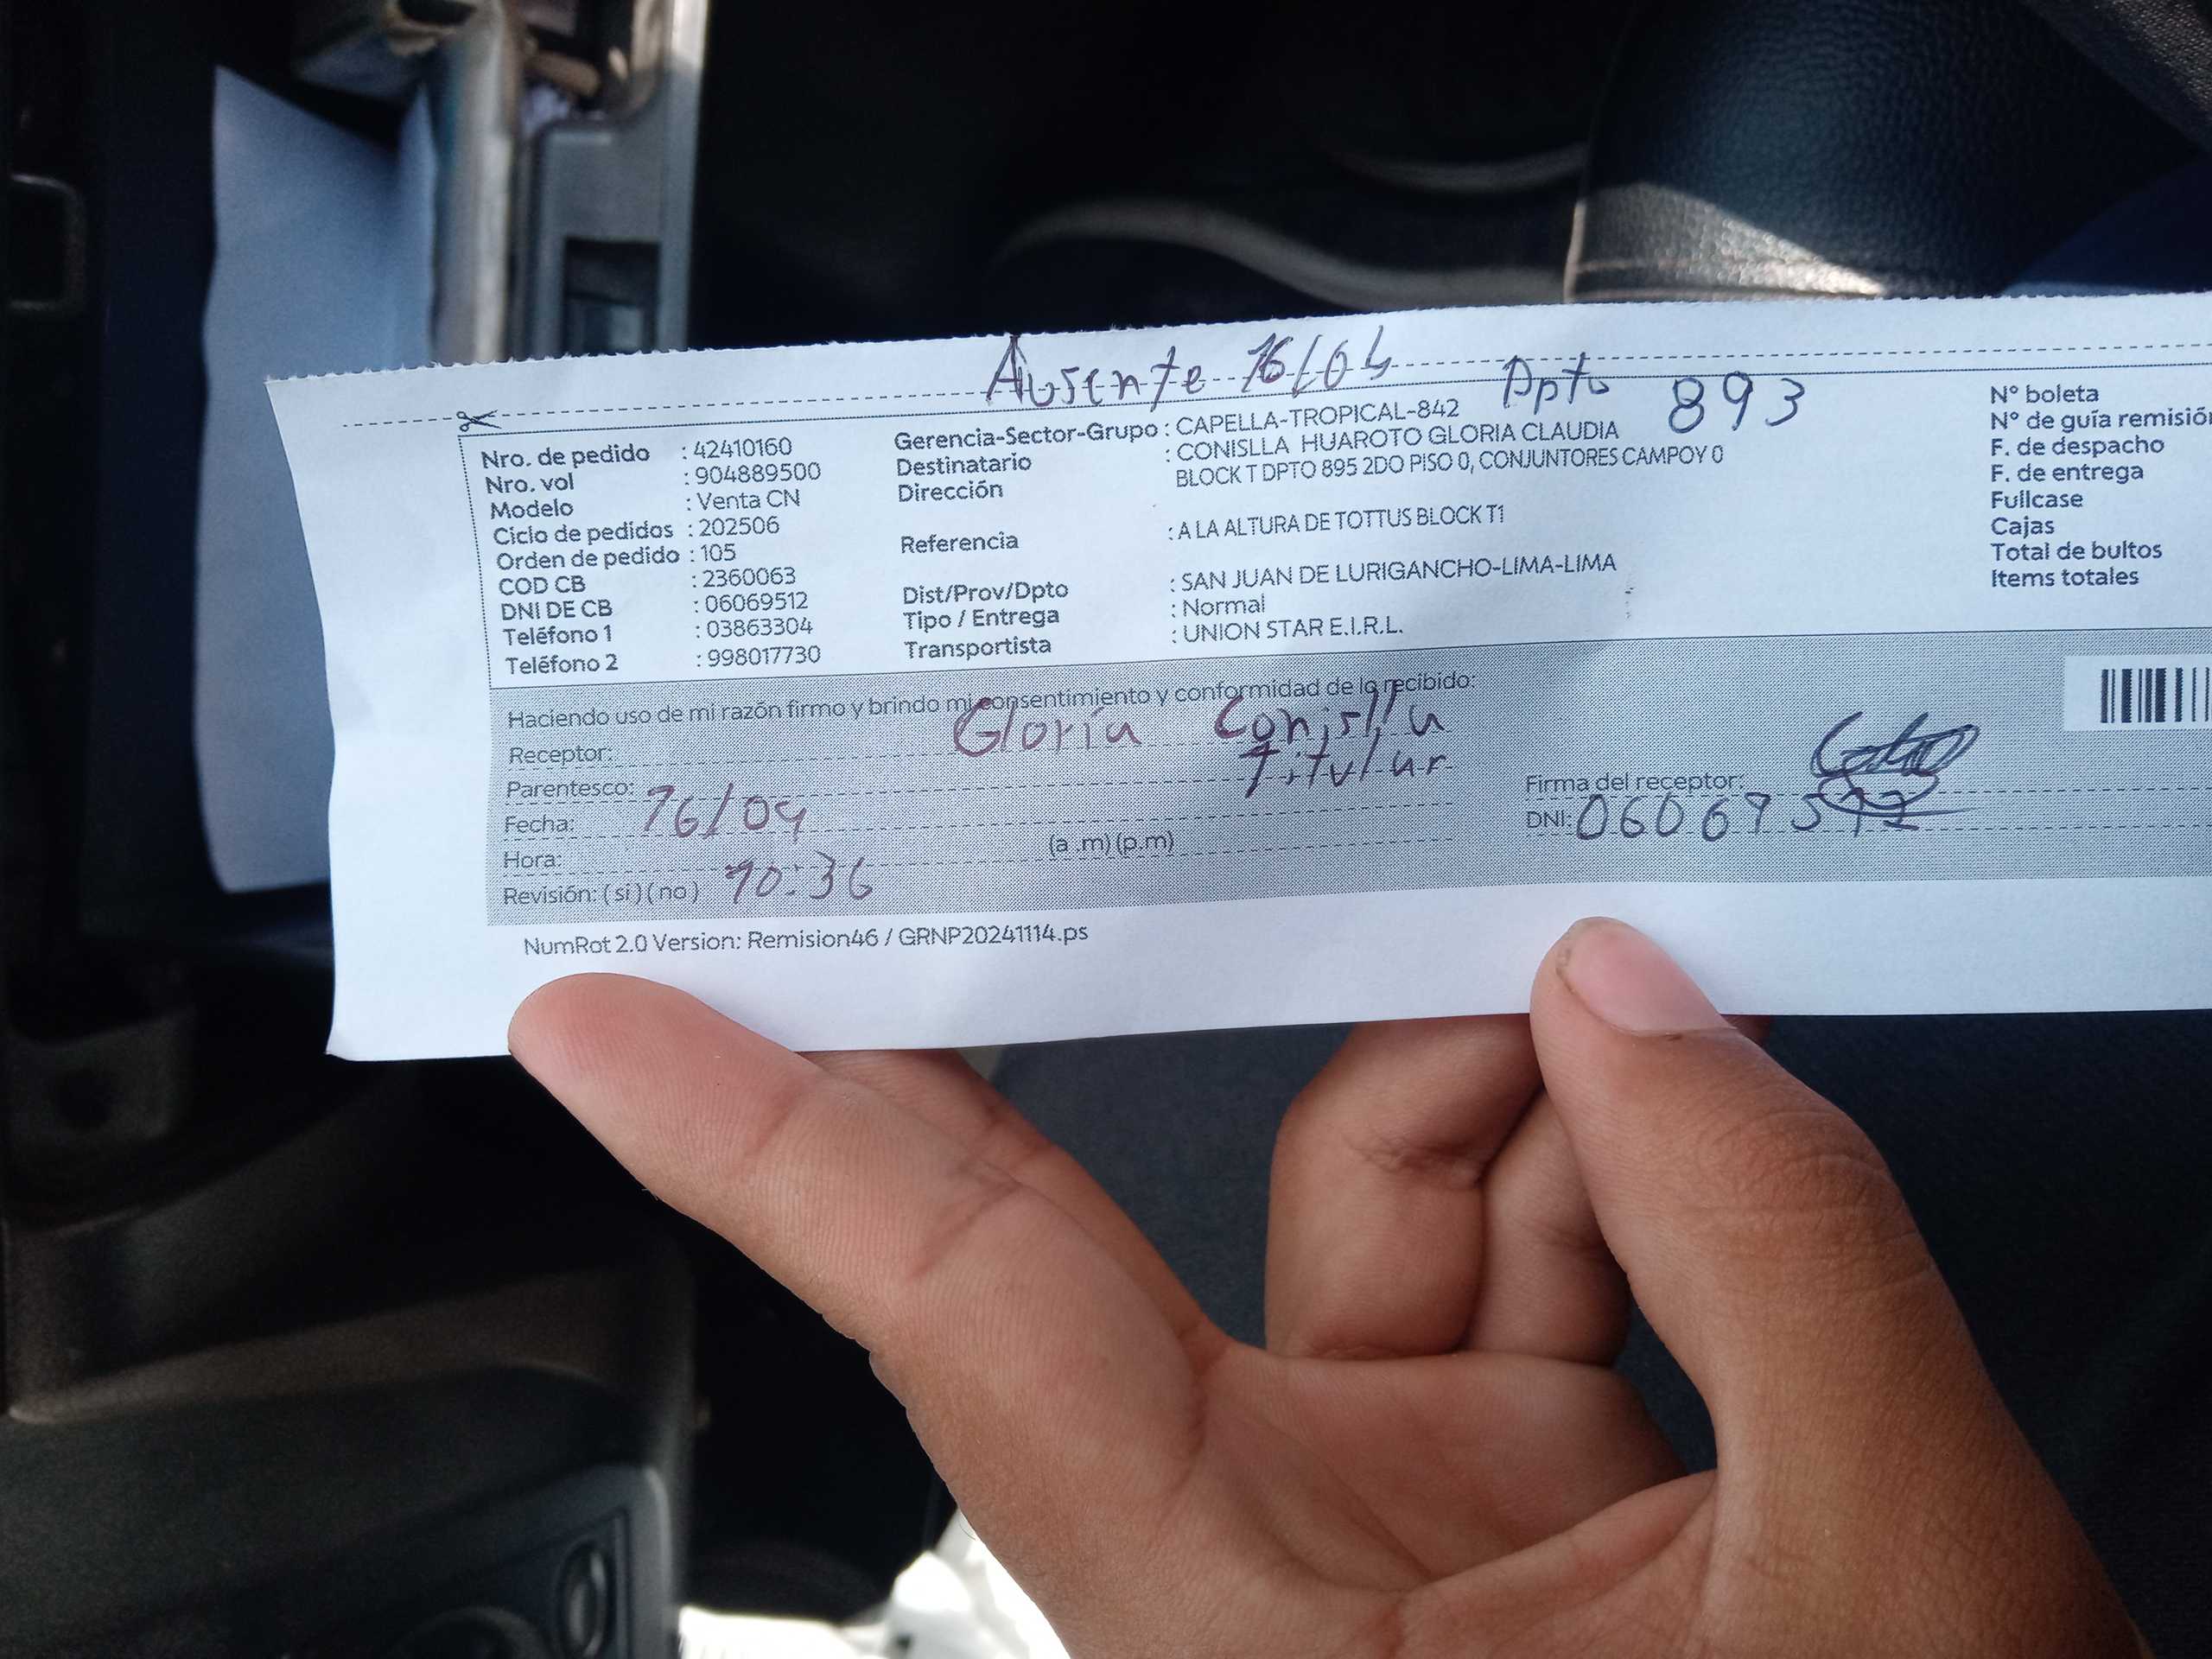 Ausente 16/04
Dpto 893
Nro. de pedido : 42410160
Nro. vol : 904889500
Modelo : Venta CN
Ciclo de pedidos : 202506
Orden de pedido : 105
COD CB : 2360063
DNI DE CB : 06069512
Teléfono 1 : 03863304
Teléfono 2 : 998017730
Gerencia-Sector-Grupo : CAPELLA-TROPICAL-842
Destinatario : CONISLLA HUAROTO GLORIA CLAUDIA
Dirección BLOCK T DPTO 895 2DO PISO 0, CONJUNTORES CAMPOY 0
Referencia : A LA ALTURA DE TOTTUS BLOCK T1
Dist/Prov/Dpto : SAN JUAN DE LURIGANCHO-LIMA-LIMA
Tipo / Entrega : Normal
Transportista : UNION STAR E.I.R.L.
N° boleta
N° de guía remisión
F. de despacho
F. de entrega
Fullcase
Cajas
Total de bultos
Items totales
Haciendo uso de mi razón firmo y brindo mi consentimiento y conformidad de lo recibido:
Receptor: Gloria Conislla
Parentesco: Titular
Fecha: 16/04
Hora: (a .m) (p.m)
Revisión: ( si ) ( no ) 10:36
Firma del receptor:
DNI: 06069512
NumRot 2.0 Version: Remision46 / GRNP20241114.ps